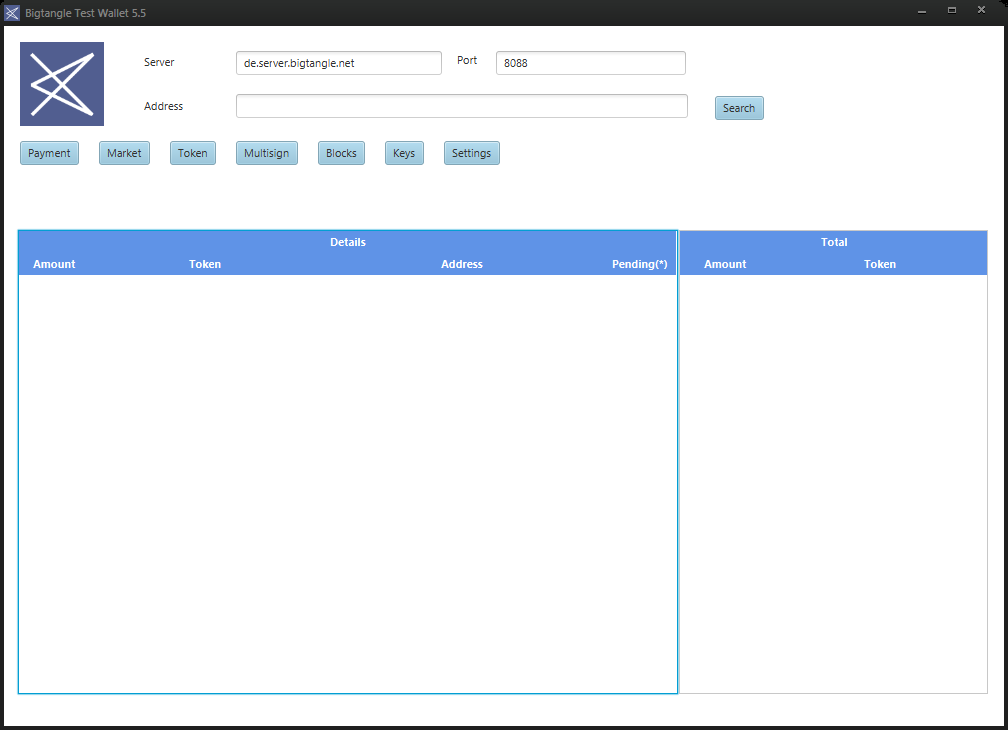 Bigtangle Test Wallet 5.5
Server de.server.bigtangle.net Port 8088
Address Search
Payment Market Token Multisign Blocks Keys Settings
Details Total
Amount Token Address Pending(*) Amount Token